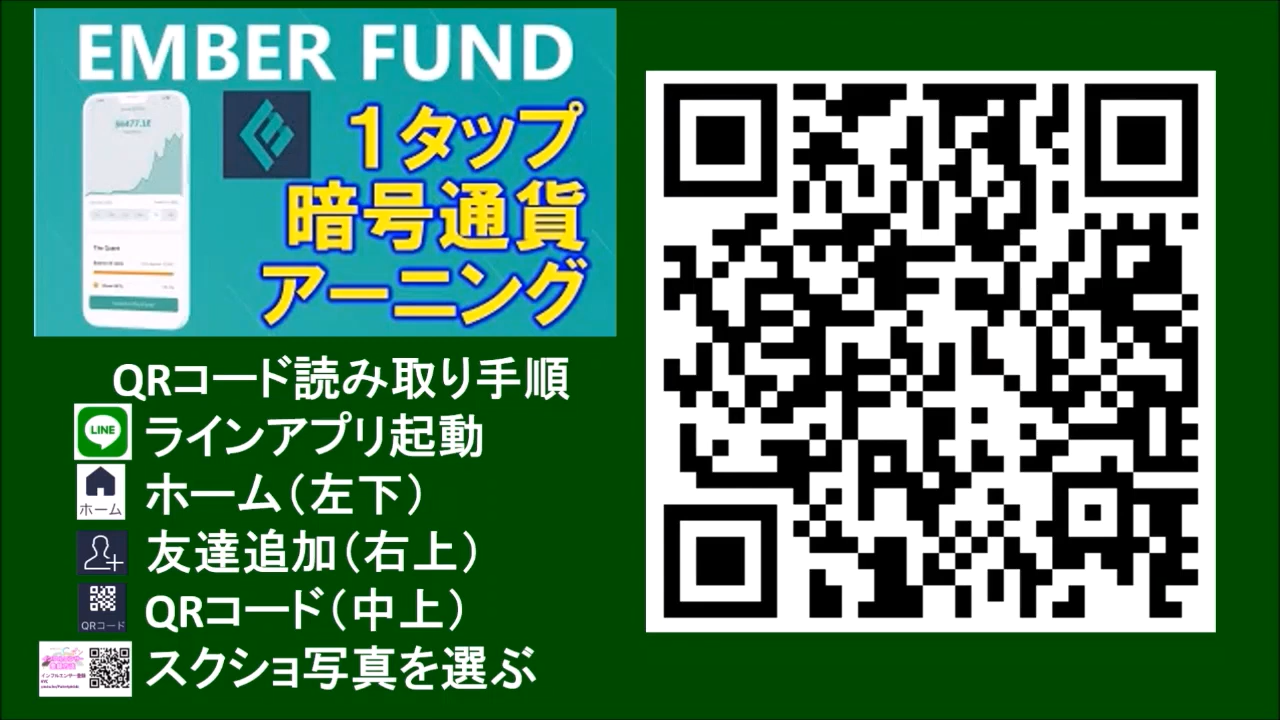 EMBER FUND
$6477.18
1タップ
暗号通貨
アーニング
QRコード読み取り手順
LINE
ラインアプリ起動
ホーム
ホーム(左下)
友達追加(右上)
QRコード
QRコード(中上)
スクショ写真を選ぶ